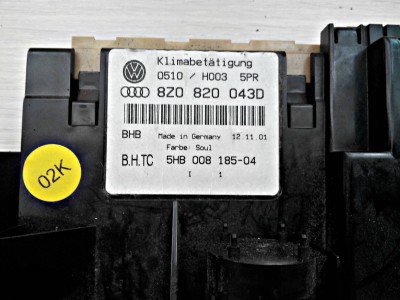 Klimabetätigung
0510 / H003 5PR
8Z0 820 043D
BHB Made in Germany 12.11.01
Farbe: Soul
B.H.TC 5HB 008 185-04
I 1
02K